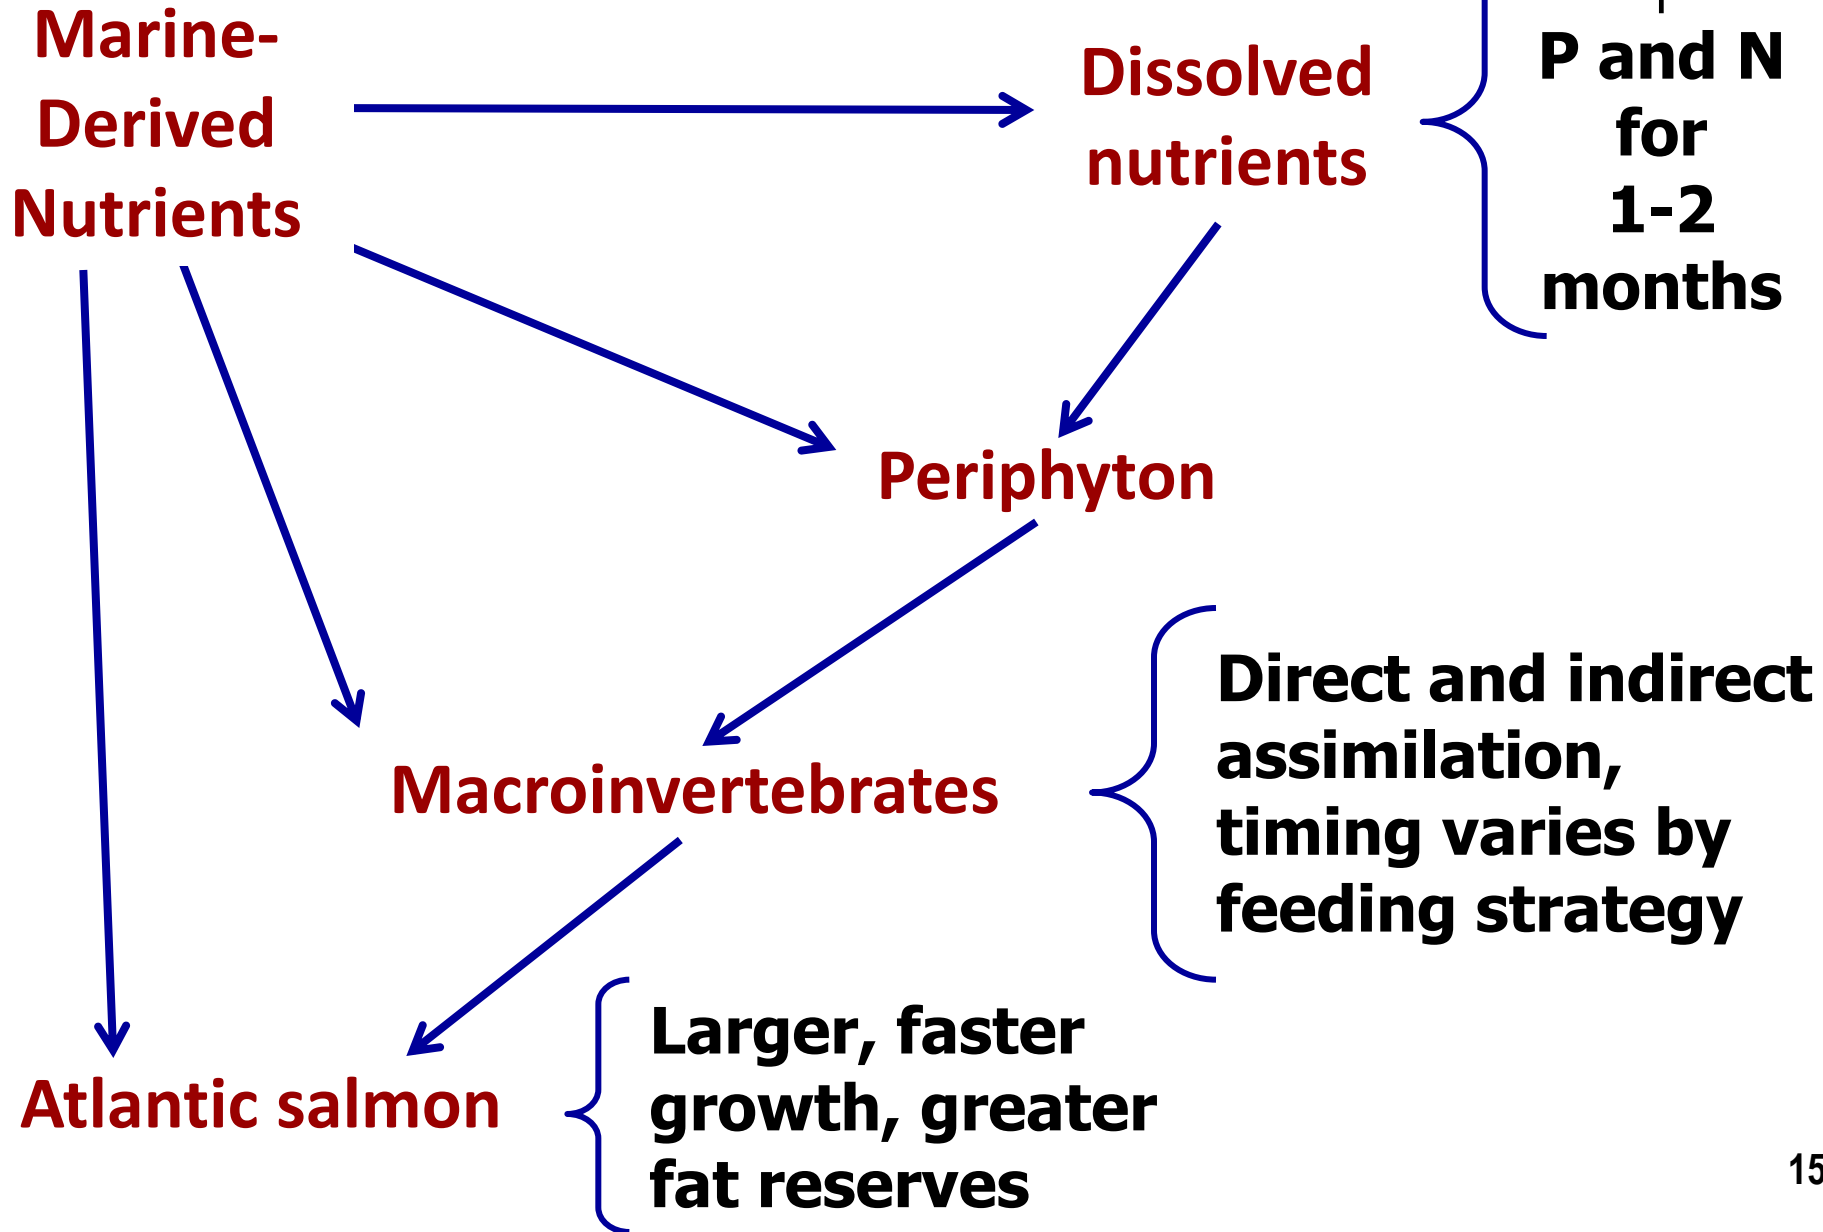 Marine-
Derived
Nutrients
Dissolved
nutrients
P and N
for
1-2
months
Periphyton
Macroinvertebrates
Direct and indirect
assimilation,
timing varies by
feeding strategy
Atlantic salmon
Larger, faster
growth, greater
fat reserves
15